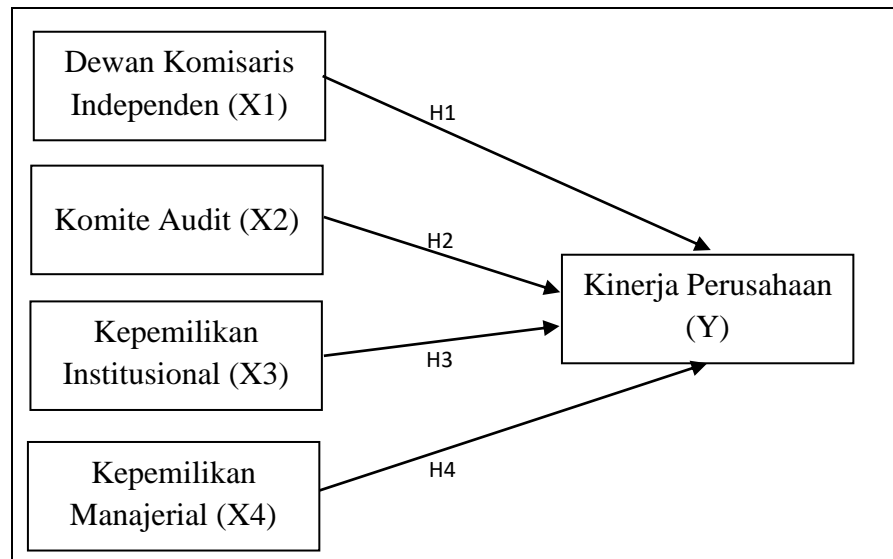 Dewan Komisaris
Independen (X1)
H1
Komite Audit (X2)
H2
Kinerja Perusahaan
(Y)
Kepemilikan
Institusional (X3)
H3
Kepemilikan
Manajerial (X4)
H4